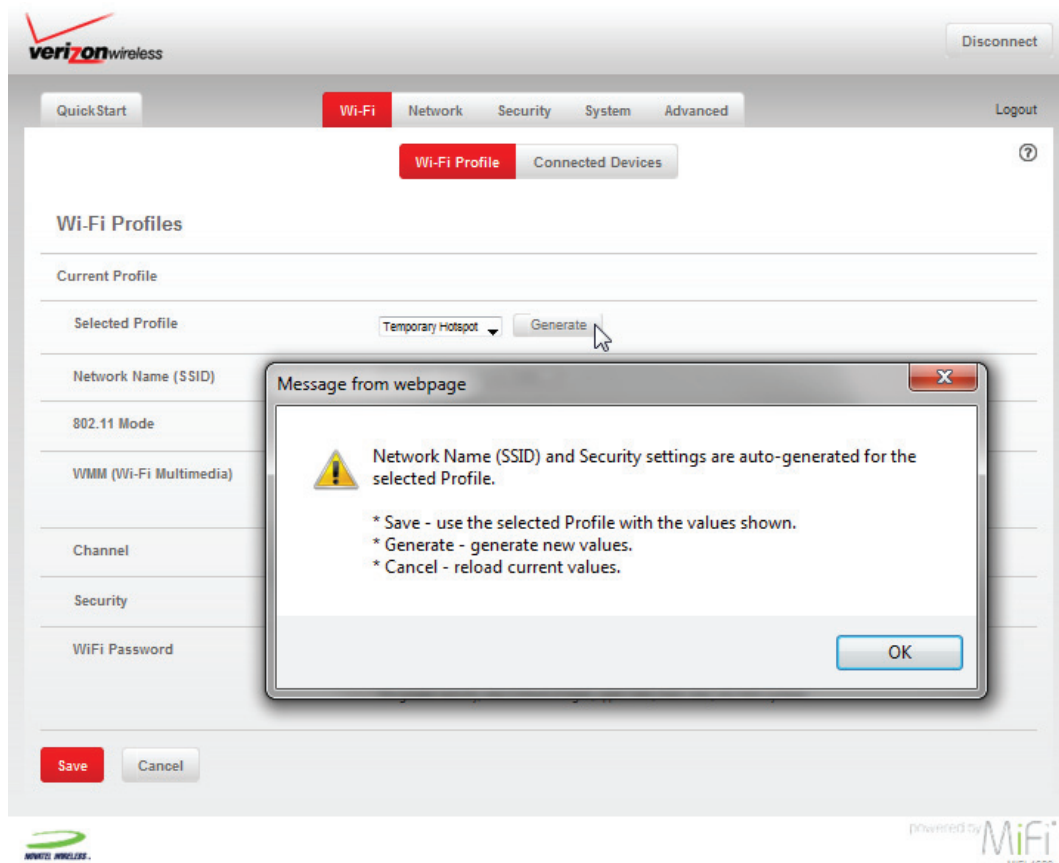 verizonwireless
Disconnect
QuickStart
Wi-Fi
Network
Security
System
Advanced
Logout
Wi-Fi Profile
Connected Devices
?
Wi-Fi Profiles
Current Profile
Selected Profile
Temporary Hotspot
Generate
Network Name (SSID)
802.11 Mode
WMM (Wi-Fi Multimedia)
Channel
Security
WiFi Password
Message from webpage
Network Name (SSID) and Security settings are auto-generated for the
selected Profile.
* Save - use the selected Profile with the values shown.
* Generate - generate new values.
* Cancel - reload current values.
OK
Save
Cancel
NOVATEL WIRELESS.
powered by MiFi